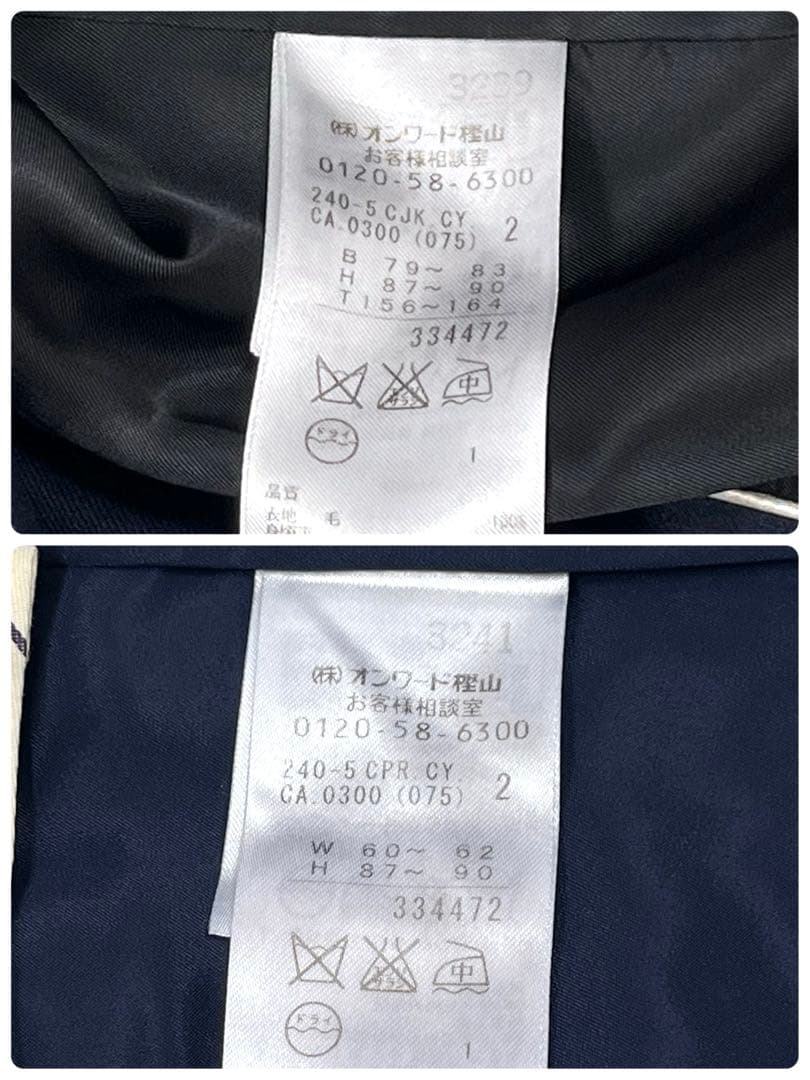 3239
(株)オンワード樫山
お客様相談室
0120-58-6300
240-5 CJK CY.
CA.0300 (075) 2
B 79～ 83
H 87～ 90
T 156～164
334472
中
ドライ
1
品質
表地 毛
3241
(株)オンワード樫山
お客様相談室
0120-58-6300
240-5 CPR CY.
CA.0300 (075) 2
W 60～ 62
H 87～ 90
334472
中
ドライ
1